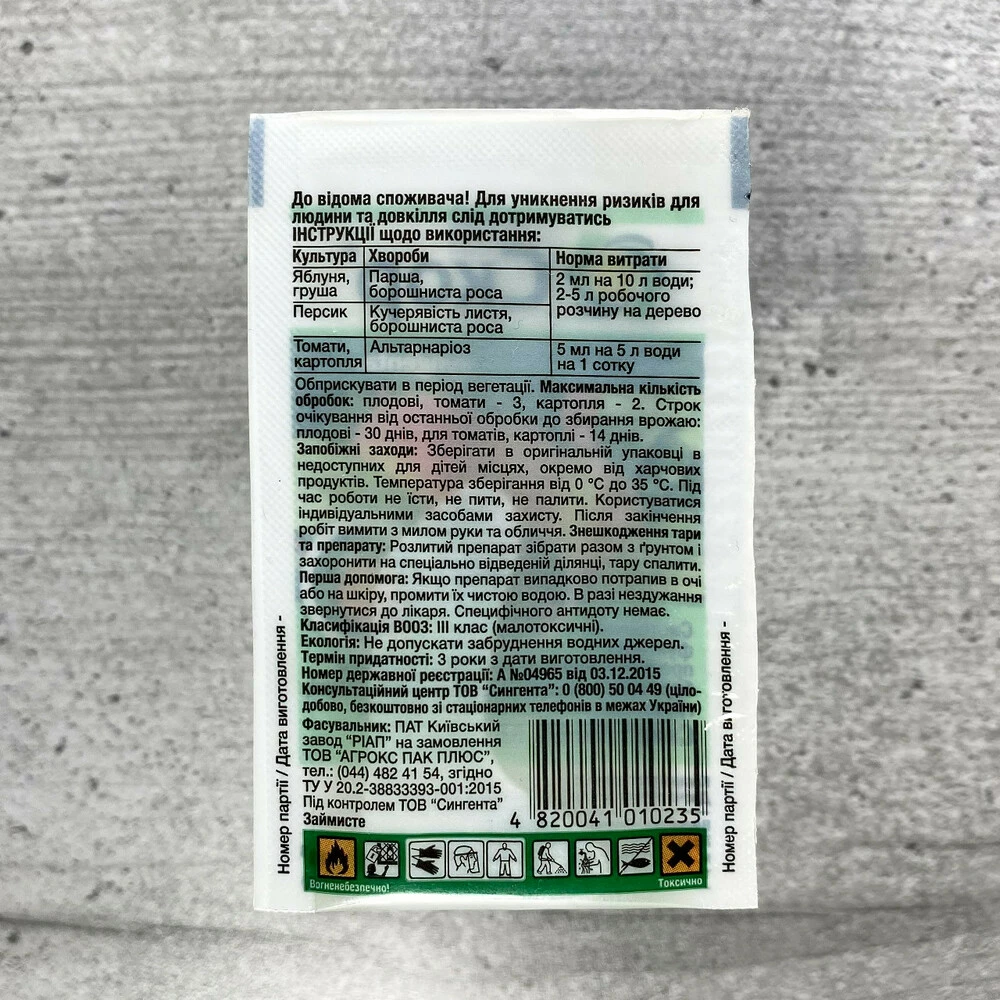 До відома споживача! Для уникнення ризиків для
людини та довкілля слід дотримуватись
ІНСТРУКЦІЇ щодо використання:
Культура Хвороби Норма витрати
Яблуня, Парша, 2 мл на 10 л води;
груша борошниста роса 2-5 л робочого
Персик Кучерявість листя, розчину на дерево
борошниста роса
Томати, Альтарнаріоз 5 мл на 5 л води
картопля на 1 сотку
Обприскувати в період вегетації. Максимальна кількість
обробок: плодові, томати - 3, картопля - 2. Строк
очікування від останньої обробки до збирання врожаю:
плодові - 30 днів, для томатів, картоплі - 14 днів.
Запобіжні заходи: Зберігати в оригінальній упаковці в
недоступних для дітей місцях, окремо від харчових
продуктів. Температура зберігання від 0 °С до 35 °С. Під
час роботи не їсти, не пити, не палити. Користуватися
індивідуальними засобами захисту. Після закінчення
робіт вимити з милом руки та обличчя. Знешкодження тари
та препарату: Розлитий препарат зібрати разом з ґрунтом і
захоронити на спеціально відведеній ділянці, тару спалити.
Перша допомога: Якщо препарат випадково потрапив в очі
або на шкіру, промити їх чистою водою. В разі нездужання
звернутися до лікаря. Специфічного антидоту немає.
Класифікація ВООЗ: III клас (малотоксичні).
Екологія: Не допускати забруднення водних джерел.
Термін придатності: 3 роки з дати виготовлення.
Номер державної реєстрації: А №04965 від 03.12.2015
Консультаційний центр ТОВ “Сингента”: 0 (800) 50 04 49 (ціло-
добово, безкоштовно зі стаціонарних телефонів в межах України)
Фасувальник: ПАТ Київський
завод “РІАП” на замовлення
ТОВ “АГРОКС ПАК ПЛЮС”,
тел.: (044) 482 41 54, згідно
ТУ У 20.2-38833393-001:2015
Під контролем ТОВ “Сингента”
Займисте
4 820041 010235
Вогненебезпечно!
Токсично
Номер партії / Дата виготовлення -
Номер партії / Дата виготовлення -